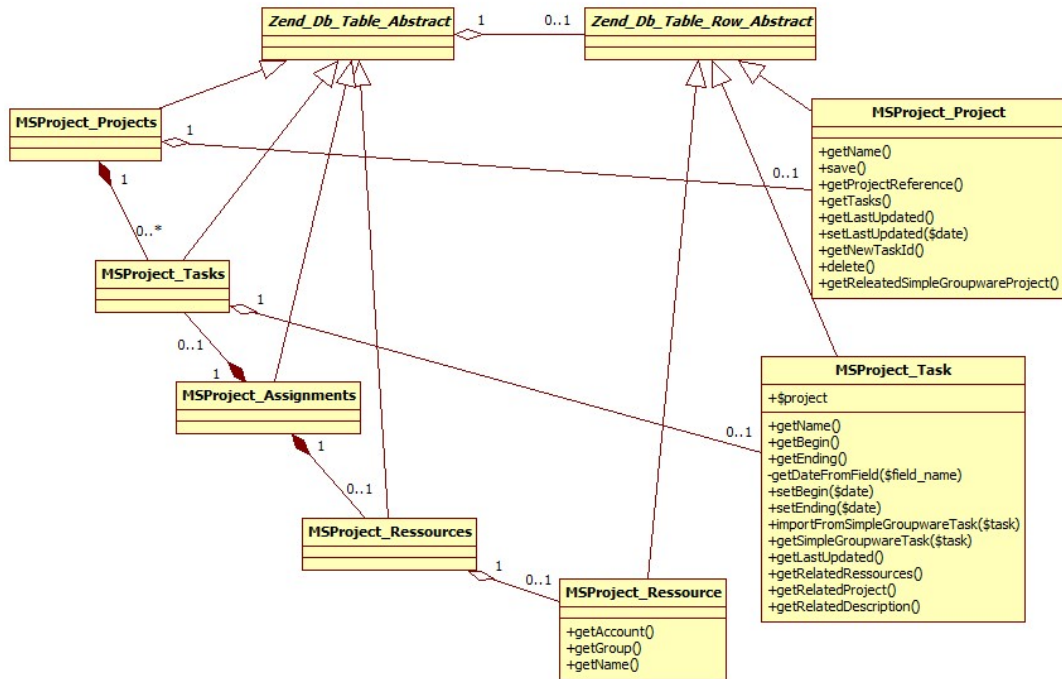 Zend_Db_Table_Abstract
1
0..1
Zend_Db_Table_Row_Abstract
MSProject_Projects
1
1
0..*
0..1
MSProject_Project
+getName()
+save()
+getProjectReference()
+getTasks()
+getLastUpdated()
+setLastUpdated($date)
+getNewTaskId()
+delete()
+getReleatedSimpleGroupwareProject()
MSProject_Tasks
1
0..1
1
0..1
MSProject_Assignments
1
0..1
MSProject_Task
+$project
+getName()
+getBegin()
+getEnding()
-getDateFromField($field_name)
+setBegin($date)
+setEnding($date)
+importFromSimpleGroupwareTask($task)
+getSimpleGroupwareTask($task)
+getLastUpdated()
+getRelatedRessources()
+getRelatedProject()
+getRelatedDescription()
MSProject_Ressources
1
0..1
MSProject_Ressource
+getAccount()
+getGroup()
+getName()